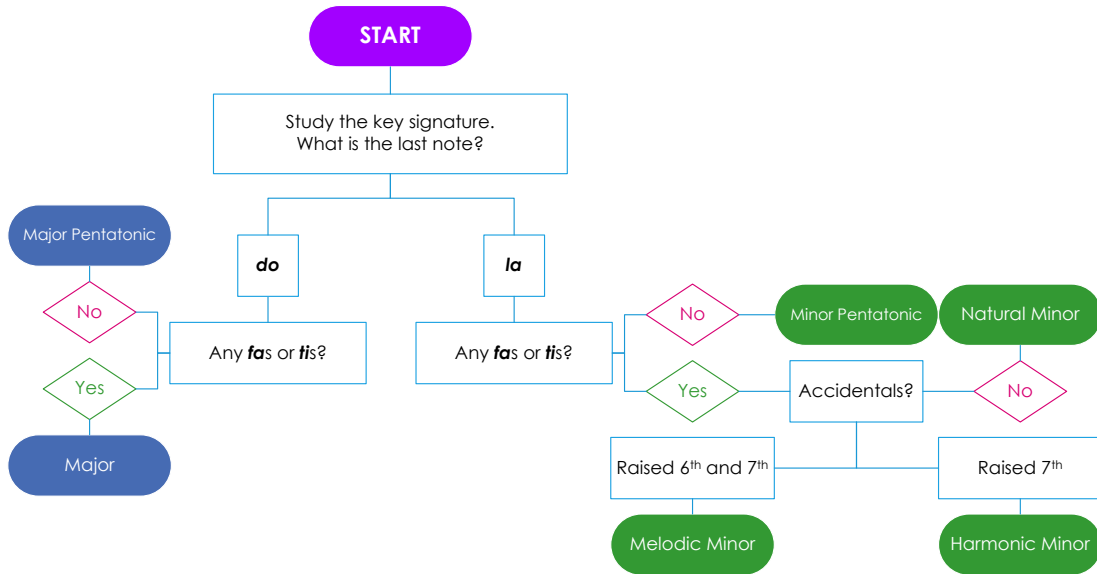 START
Study the key signature.
What is the last note?
Major Pentatonic
do
la
No
Any fas or tis?
Yes
Major
Any fas or tis?
No
Minor Pentatonic
Natural Minor
Yes
Accidentals?
No
Raised 6th and 7th
Raised 7th
Melodic Minor
Harmonic Minor